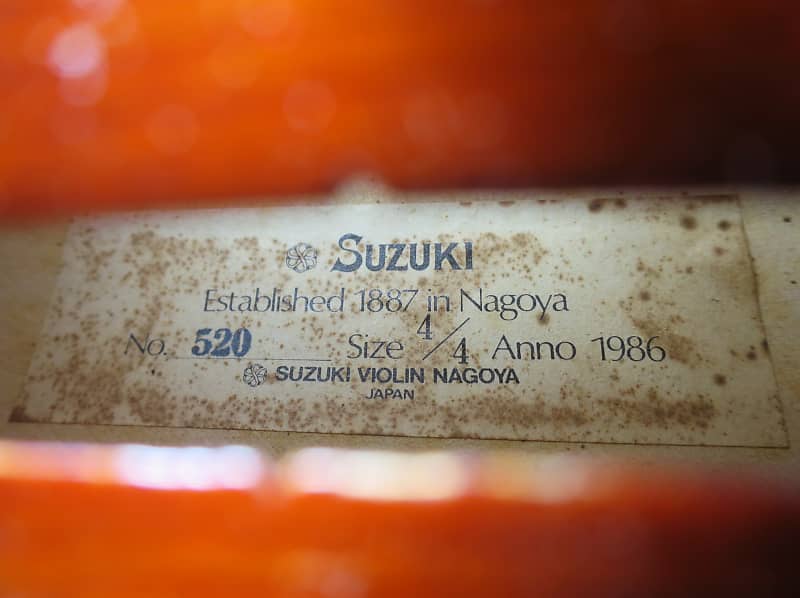 SUZUKI
Established 1887 in Nagoya
No. 520 Size 4/4 Anno 1986
SUZUKI VIOLIN NAGOYA
JAPAN